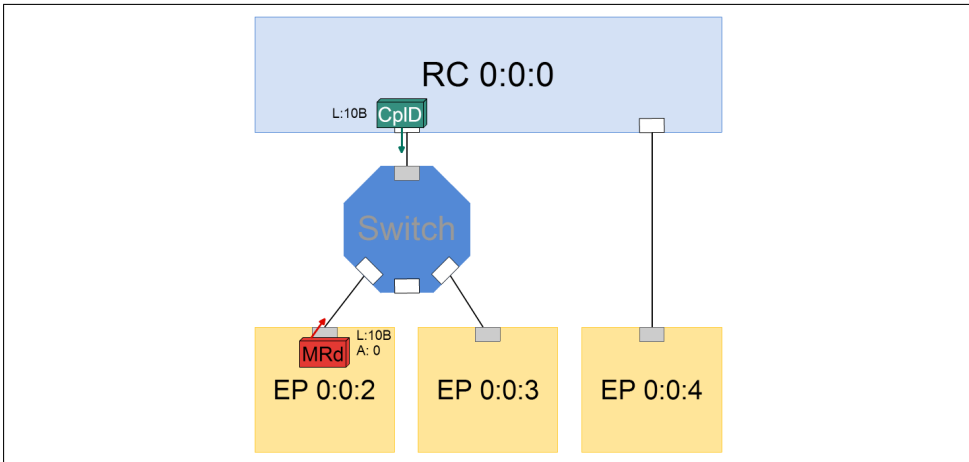 RC 0:0:0
L:10B
CplD
Switch
L:10B
A: 0
MRd
EP 0:0:2
EP 0:0:3
EP 0:0:4